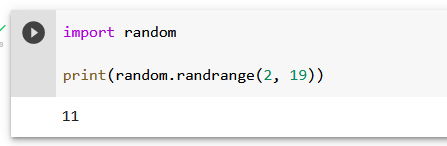 import random
print(random.randrange(2, 19))
11